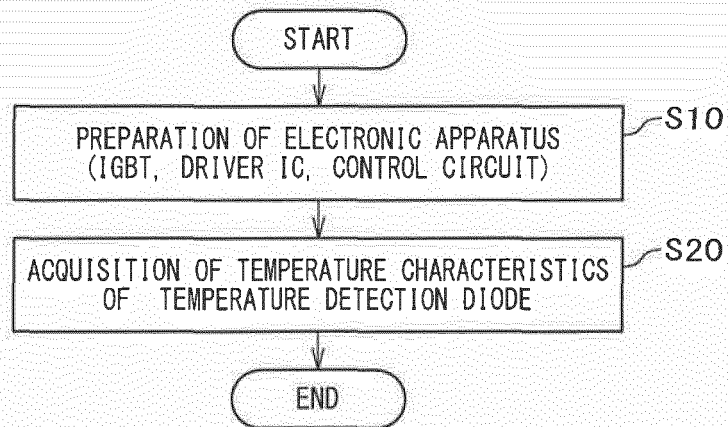 START
PREPARATION OF ELECTRONIC APPARATUS
(IGBT, DRIVER IC, CONTROL CIRCUIT)
S10
ACQUISITION OF TEMPERATURE CHARACTERISTICS
OF TEMPERATURE DETECTION DIODE
S20
END